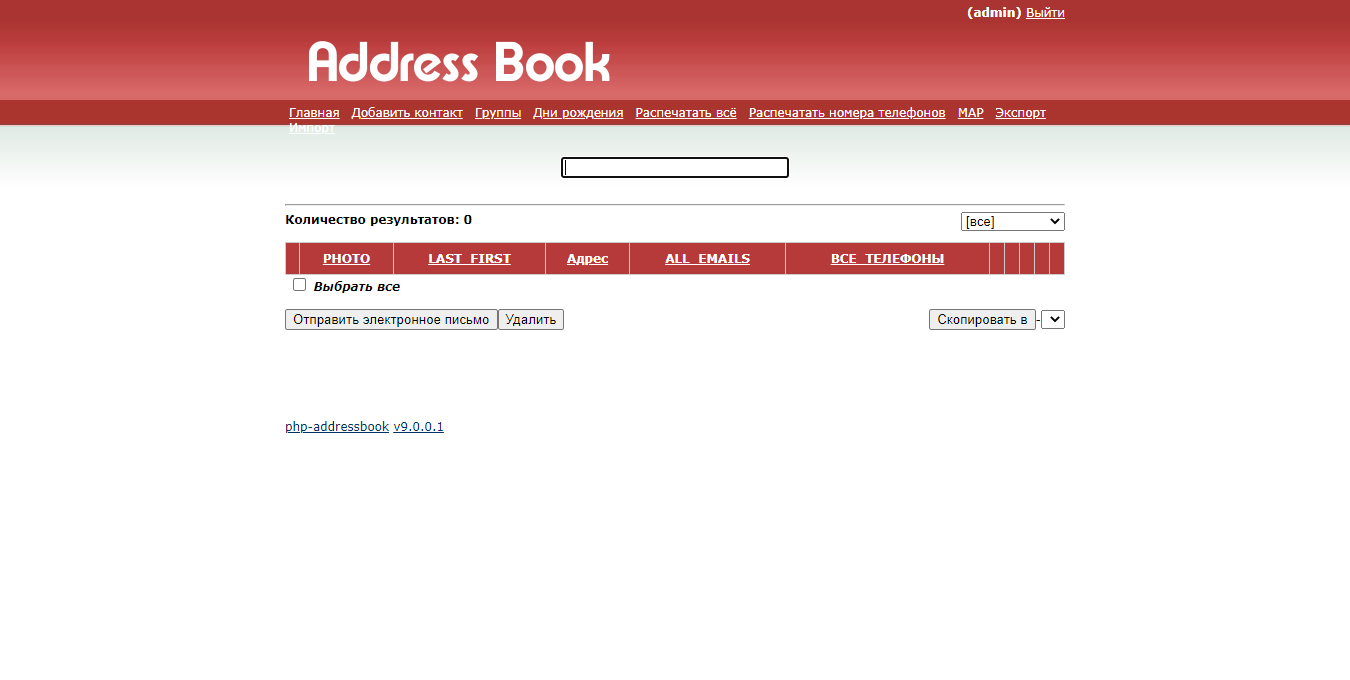 (admin) Выйти
Address Book
Главная Добавить контакт Группы Дни рождения Распечатать всё Распечатать номера телефонов MAP Экспорт
Импорт
Количество результатов: 0 [все]
PHOTO LAST_FIRST Адрес ALL_EMAILS ВСЕ_ТЕЛЕФОНЫ
Выбрать все
Отправить электронное письмо Удалить Скопировать в -
php-addressbook v9.0.0.1